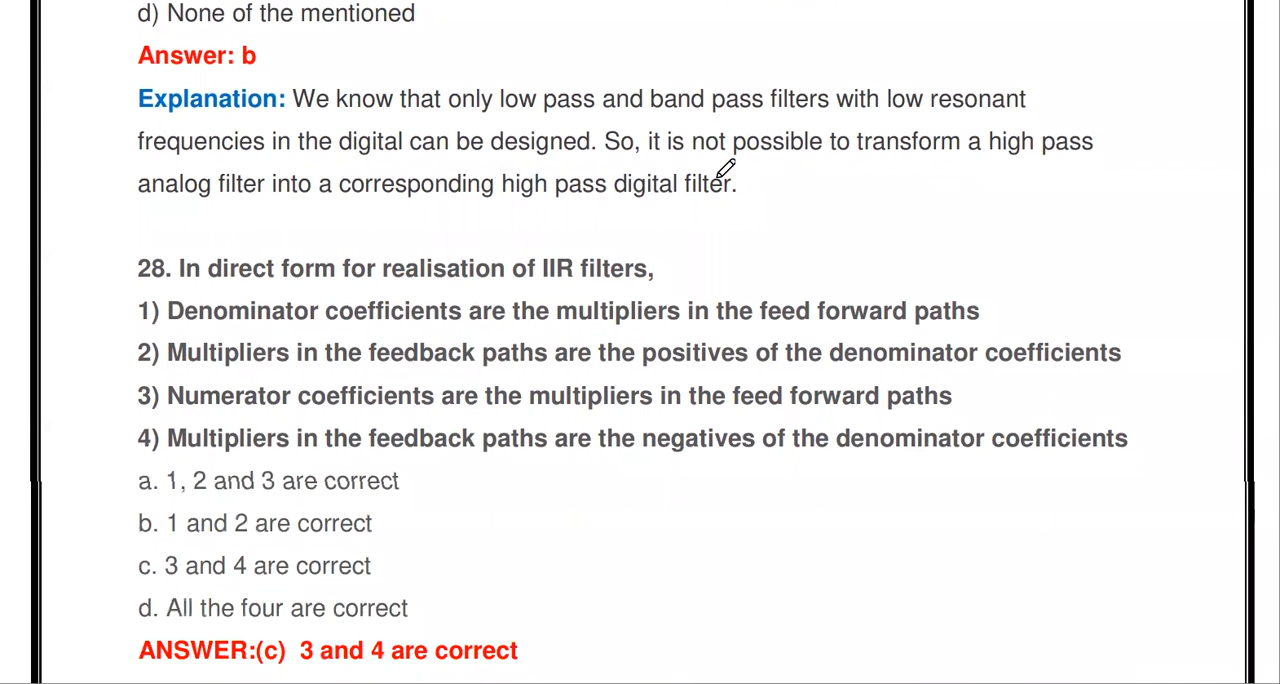 d) None of the mentioned
Answer: b
Explanation: We know that only low pass and band pass filters with low resonant
frequencies in the digital can be designed. So, it is not possible to transform a high pass
analog filter into a corresponding high pass digital filter.
28. In direct form for realisation of IIR filters,
1) Denominator coefficients are the multipliers in the feed forward paths
2) Multipliers in the feedback paths are the positives of the denominator coefficients
3) Numerator coefficients are the multipliers in the feed forward paths
4) Multipliers in the feedback paths are the negatives of the denominator coefficients
a. 1, 2 and 3 are correct
b. 1 and 2 are correct
c. 3 and 4 are correct
d. All the four are correct
ANSWER:(c) 3 and 4 are correct